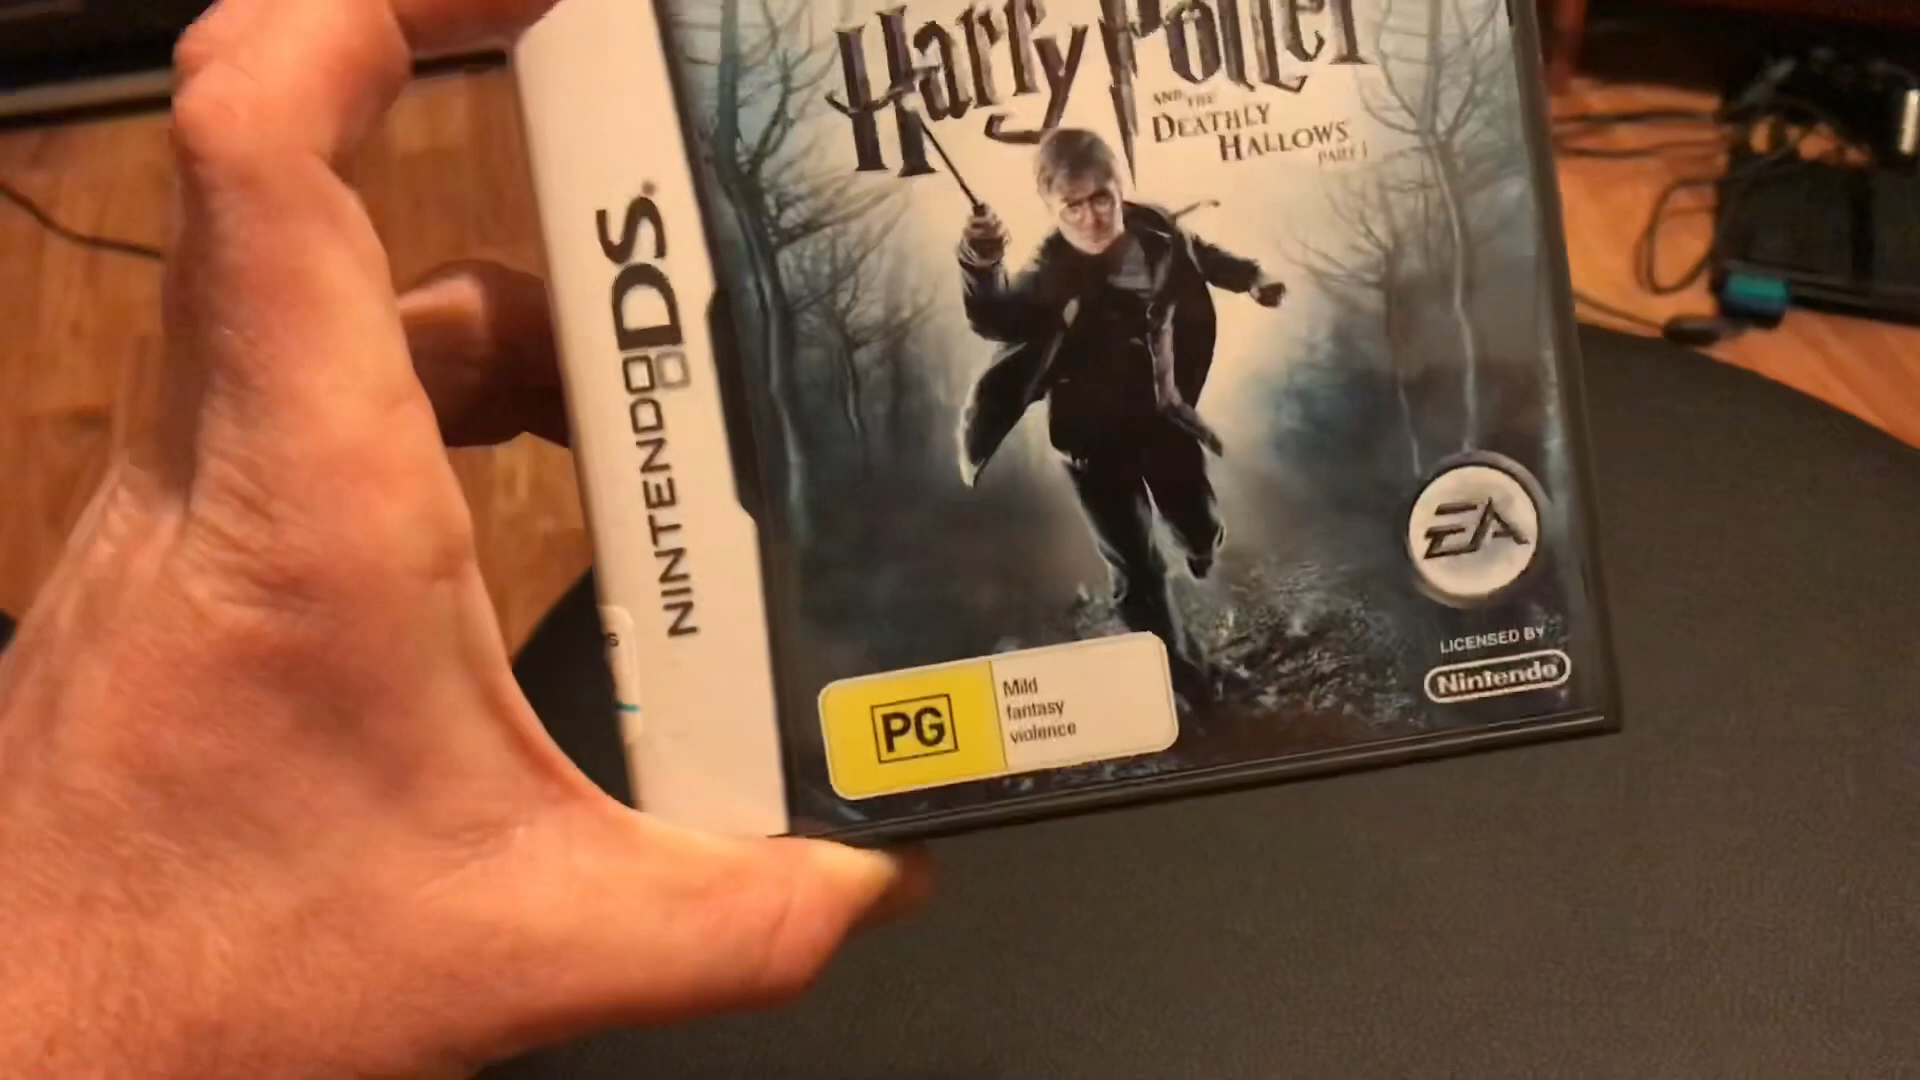 Harry Potter
AND THE
DEATHLY
HALLOWS
PART 1
NINTENDO DS
EA
LICENSED BY
Nintendo
PG
Mild
fantasy
violence